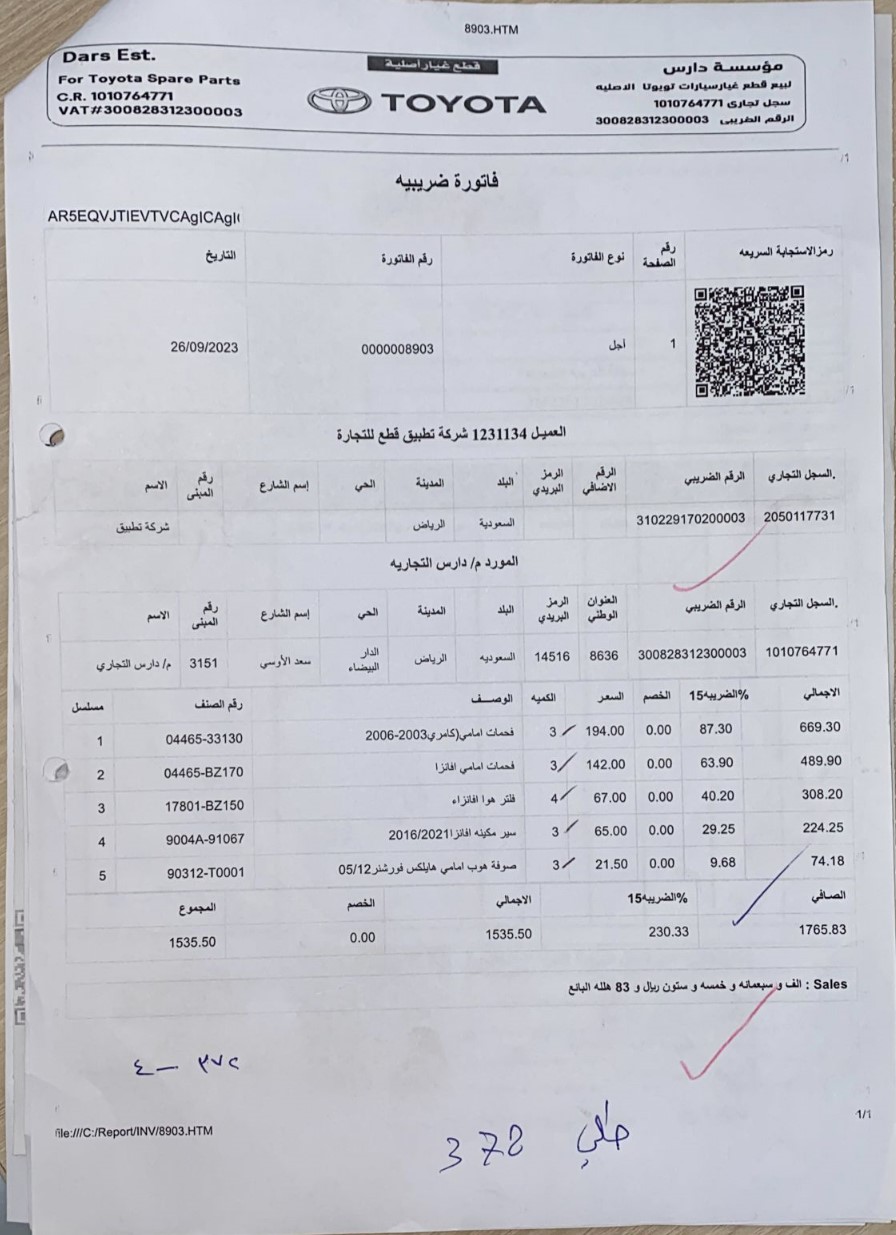 8903.HTM
Dars Est.
For Toyota Spare Parts
C.R. 1010764771
VAT#300828312300003
قطع غيار أصلية
TOYOTA
مؤسسة دارس
لبيع قطع غيار سيارات تويوتا الاصليه
سجل تجارى 1010764771
الرقم الضريبى 300828312300003
فاتورة ضريبيه
رمز الاستجابة السريعه رقم الصفحة نوع الفاتورة رقم الفاتورة التاريخ
1 اجل 0000008903 26/09/2023
العميل 1231134 شركة تطبيق قطع للتجارة
السجل التجاري. الرقم الضريبي الرقم الاضافي الرمز البريدي البلد المدينة الحي إسم الشارع رقم المبنى الاسم
2050117731 310229170200003 السعودية الرياض شركة تطبيق
المورد م/ دارس التجاريه
السجل التجاري. الرقم الضريبي العنوان الوطني الرمز البريدي البلد المدينة الحي إسم الشارع رقم المبنى الاسم
1010764771 300828312300003 8636 14516 السعوديه الرياض الدار البيضاء سعد الأوسي 3151 م/ دارس التجاري
الاجمالي الضريبه15% الخصم السعر الكميه الوصـــف رقم الصنف مسلسل
669.30 87.30 0.00 194.00 3 فحمات امامي(كامري2003-2006 04465-33130 1
489.90 63.90 0.00 142.00 3 فحمات امامي افانزا 04465-BZ170 2
308.20 40.20 0.00 67.00 4 فلتر هوا افانزاء 17801-BZ150 3
224.25 29.25 0.00 65.00 3 سير مكينه افانزا2016/2021 9004A-91067 4
74.18 9.68 0.00 21.50 3 صوفة هوب امامي هايلكس فورشنر05/12 90312-T0001 5
الصافي الضريبه15% الاجمالي الخصم المجموع
1765.83 230.33 1535.50 0.00 1535.50
Sales : الف و سبعمائه و خمسه و ستون ريال و 83 هلله البائع
1/1
file:///C:/Report/INV/8903.HTM
378